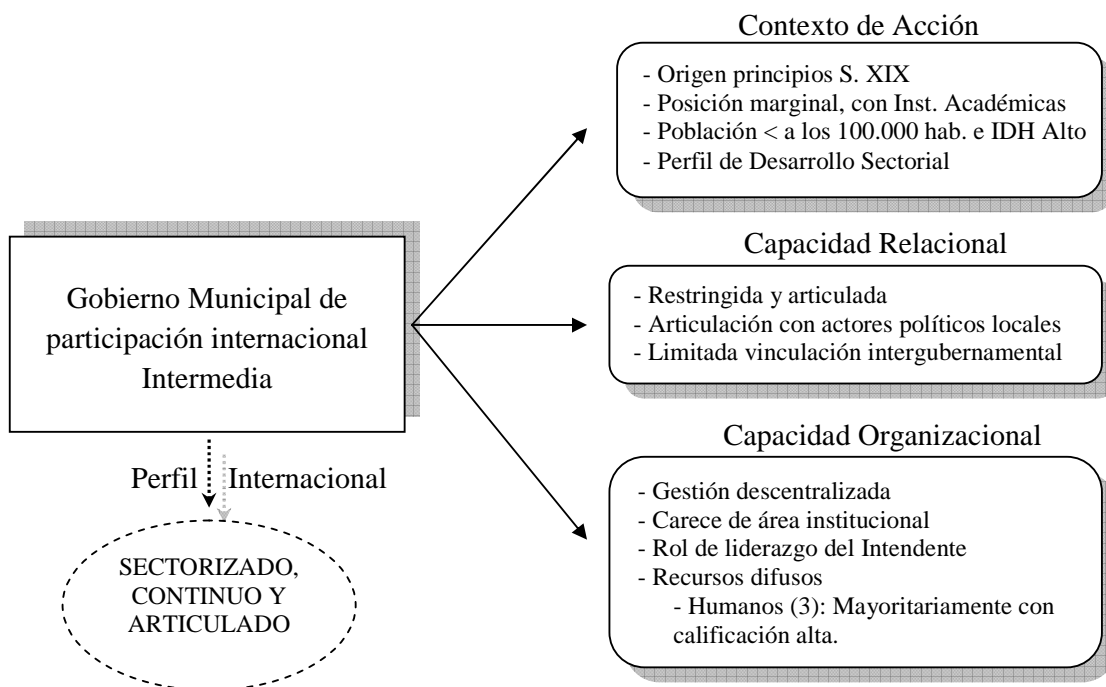 Contexto de Acción
- Origen principios S. XIX
- Posición marginal, con Inst. Académicas
- Población < a los 100.000 hab. e IDH Alto
- Perfil de Desarrollo Sectorial
Gobierno Municipal de
participación internacional
Intermedia
Capacidad Relacional
- Restringida y articulada
- Articulación con actores políticos locales
- Limitada vinculación intergubernamental
Perfil Internacional
SECTORIZADO,
CONTINUO Y
ARTICULADO
Capacidad Organizacional
- Gestión descentralizada
- Carece de área institucional
- Rol de liderazgo del Intendente
- Recursos difusos
- Humanos (3): Mayoritariamente con
calificación alta.